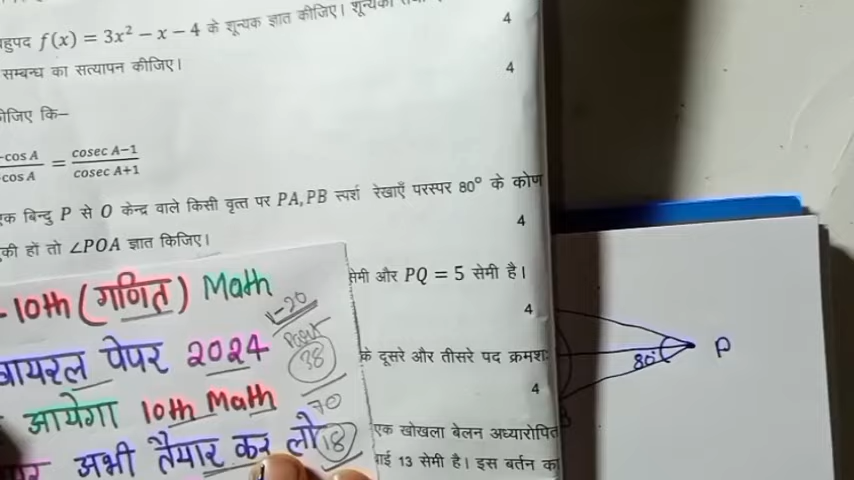 हुपद f(x) = 3x² − x − 4 के शून्यक ज्ञात कीजिए। शून्यकों
4
सम्बन्ध का सत्यापन कीजिए।
4
कीजिए कि−
-cos A / cos A = cosec A−1 / cosec A+1
एक बिन्दु P से O केन्द्र वाले किसी वृत्त पर PA, PB स्पर्श रेखाएँ परस्पर 80° के कोण
4
की हों तो ∠POA ज्ञात किजिए।
सेमी और PQ = 5 सेमी है।
4
के दूसरे और तीसरे पद क्रमशः
4
एक खोखला बेलन अध्यारोपित
13 सेमी है। इस बर्तन का
-10th (गणित) Math
वायरल पेपर 2024
आयेगा 10th Math
अभी तैयार कर लो
1-20
38
70
18
80°
P
B